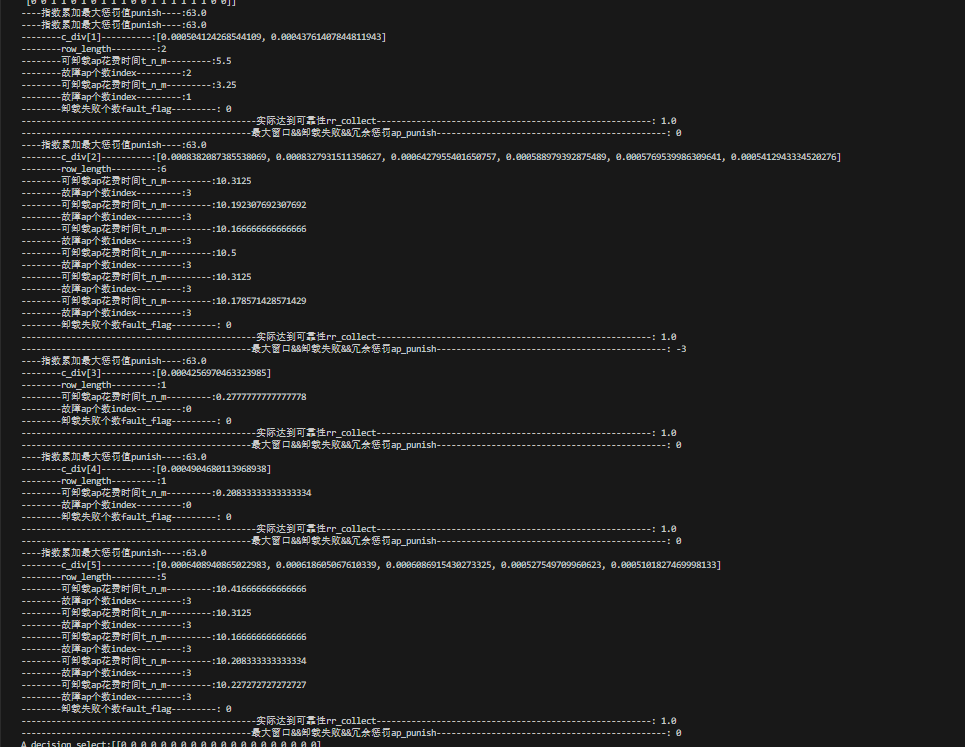 [0 0 1 1 0 1 0 1 1 1 0 0 1 1 1 1 1 1 0 0]]
----指数累加最大惩罚值punish----:63.0
----指数累加最大惩罚值punish----:63.0
--------c_div[1]----------:[0.000504124268544109, 0.00043761407844811943]
--------row_length---------:2
--------可卸载ap花费时间t_n_m---------:5.5
--------故障ap个数index---------:2
--------可卸载ap花费时间t_n_m---------:3.25
--------故障ap个数index---------:1
--------卸载失败个数fault_flag---------: 0
-----------------------------------------------实际达到可靠性rr_collect-------------------------------------------------------: 1.0
----------------------------------------------最大窗口&&卸载失败&&冗余惩罚ap_punish----------------------------------------------: 0
----指数累加最大惩罚值punish----:63.0
--------c_div[2]----------:[0.0008382087385538069, 0.0008327931511350627, 0.0006427955401650757, 0.000588979392875489, 0.0005769539986309641, 0.0005412943334520276]
--------row_length---------:6
--------可卸载ap花费时间t_n_m---------:10.3125
--------故障ap个数index---------:3
--------可卸载ap花费时间t_n_m---------:10.192307692307692
--------故障ap个数index---------:3
--------可卸载ap花费时间t_n_m---------:10.166666666666666
--------故障ap个数index---------:3
--------可卸载ap花费时间t_n_m---------:10.5
--------故障ap个数index---------:3
--------可卸载ap花费时间t_n_m---------:10.3125
--------故障ap个数index---------:3
--------可卸载ap花费时间t_n_m---------:10.178571428571429
--------故障ap个数index---------:3
--------卸载失败个数fault_flag---------: 0
-----------------------------------------------实际达到可靠性rr_collect-------------------------------------------------------: 1.0
----------------------------------------------最大窗口&&卸载失败&&冗余惩罚ap_punish----------------------------------------------: -3
----指数累加最大惩罚值punish----:63.0
--------c_div[3]----------:[0.0004256970463323985]
--------row_length---------:1
--------可卸载ap花费时间t_n_m---------:0.2777777777777778
--------故障ap个数index---------:0
--------卸载失败个数fault_flag---------: 0
-----------------------------------------------实际达到可靠性rr_collect-------------------------------------------------------: 1.0
----------------------------------------------最大窗口&&卸载失败&&冗余惩罚ap_punish----------------------------------------------: 0
----指数累加最大惩罚值punish----:63.0
--------c_div[4]----------:[0.0004904680113968938]
--------row_length---------:1
--------可卸载ap花费时间t_n_m---------:0.20833333333333334
--------故障ap个数index---------:0
--------卸载失败个数fault_flag---------: 0
-----------------------------------------------实际达到可靠性rr_collect-------------------------------------------------------: 1.0
----------------------------------------------最大窗口&&卸载失败&&冗余惩罚ap_punish----------------------------------------------: 0
----指数累加最大惩罚值punish----:63.0
--------c_div[5]----------:[0.0006408940865022983, 0.000618605067610339, 0.0006086915430273325, 0.000527549709960623, 0.0005101827469998133]
--------row_length---------:5
--------可卸载ap花费时间t_n_m---------:10.416666666666666
--------故障ap个数index---------:3
--------可卸载ap花费时间t_n_m---------:10.3125
--------故障ap个数index---------:3
--------可卸载ap花费时间t_n_m---------:10.166666666666666
--------故障ap个数index---------:3
--------可卸载ap花费时间t_n_m---------:10.208333333333334
--------故障ap个数index---------:3
--------可卸载ap花费时间t_n_m---------:10.227272727272727
--------故障ap个数index---------:3
--------卸载失败个数fault_flag---------: 0
-----------------------------------------------实际达到可靠性rr_collect-------------------------------------------------------: 1.0
----------------------------------------------最大窗口&&卸载失败&&冗余惩罚ap_punish----------------------------------------------: 0
A_decision_select:[[0 0 0 0 0 0 0 0 0 0 0 0 0 0 0 0 0 0 0 0]